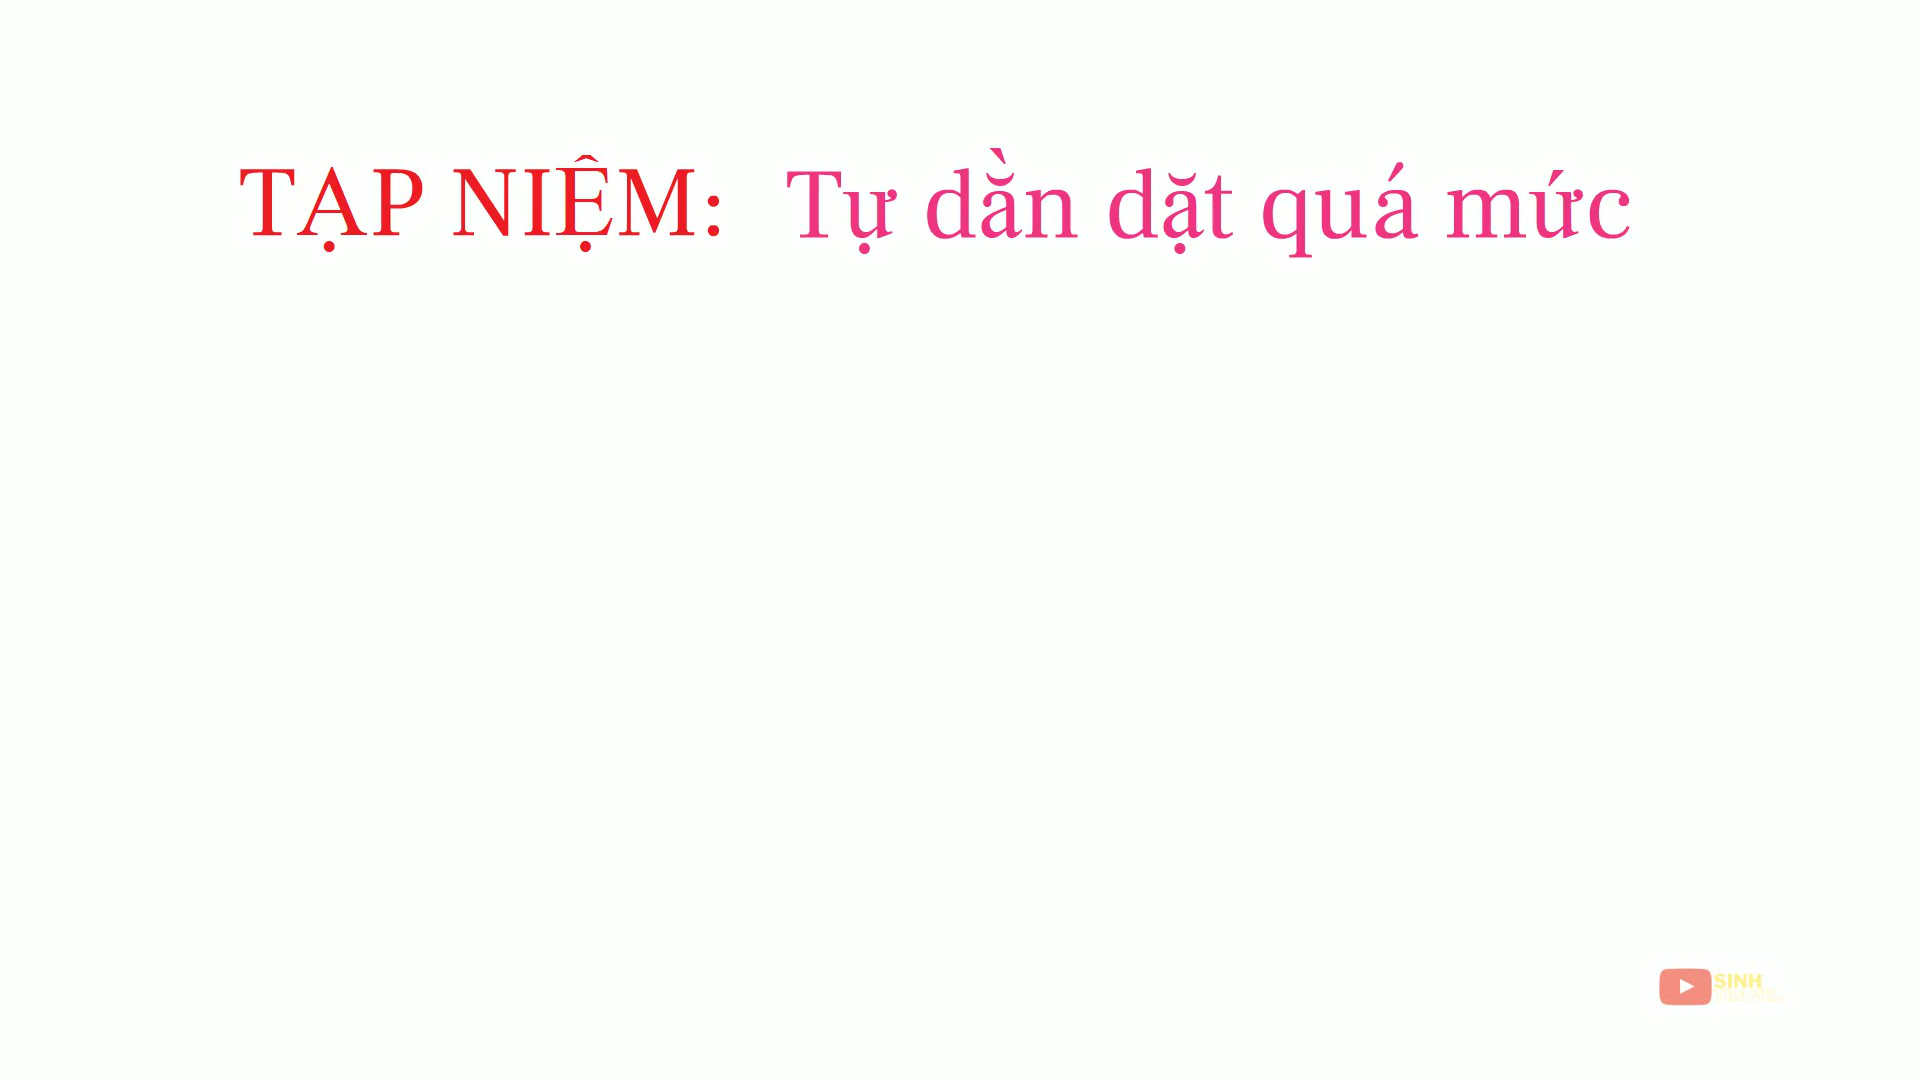 TẠP NIỆM: Tự dằn dặt quá mức
SINH